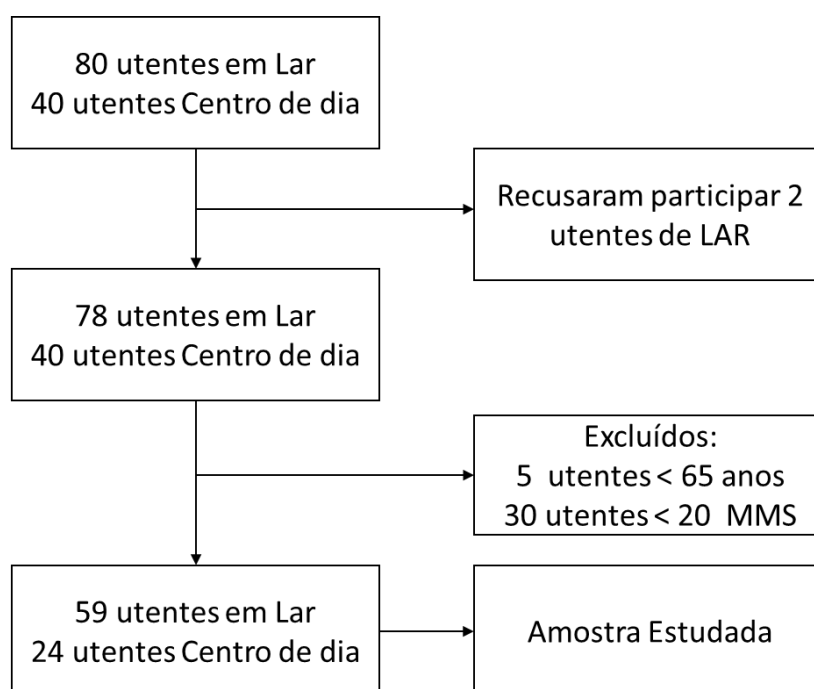 80 utentes em Lar
40 utentes Centro de dia
Recusaram participar 2
utentes de LAR
78 utentes em Lar
40 utentes Centro de dia
Excluídos:
5 utentes < 65 anos
30 utentes < 20 MMS
59 utentes em Lar
24 utentes Centro de dia
Amostra Estudada